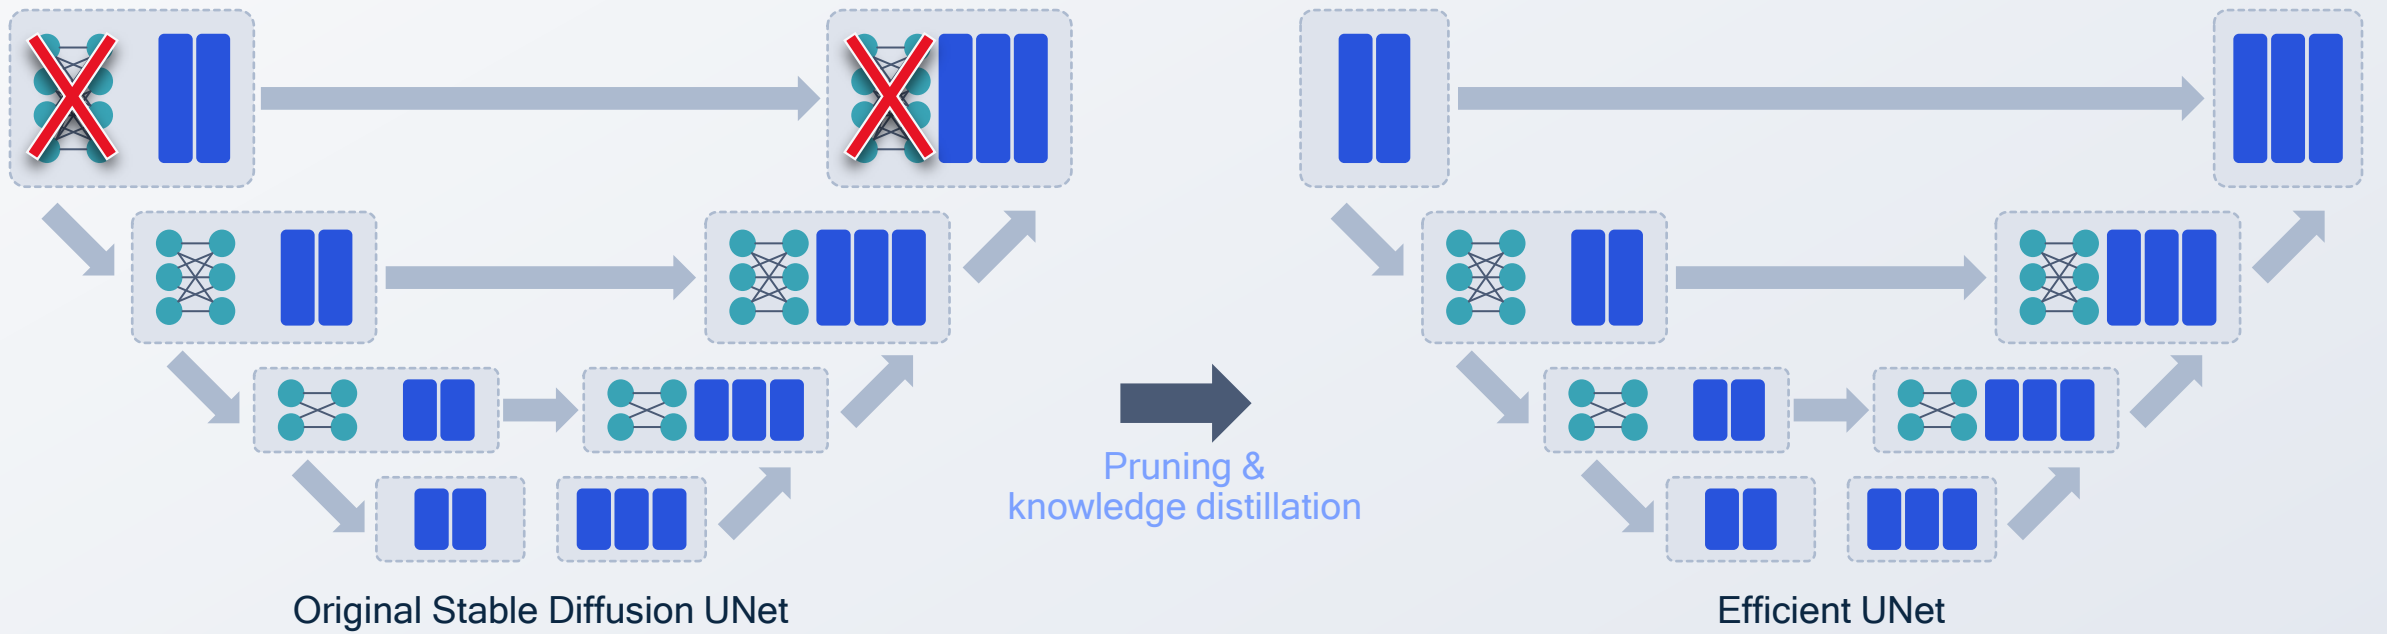 Pruning &
knowledge distillation
Original Stable Diffusion UNet
Efficient UNet